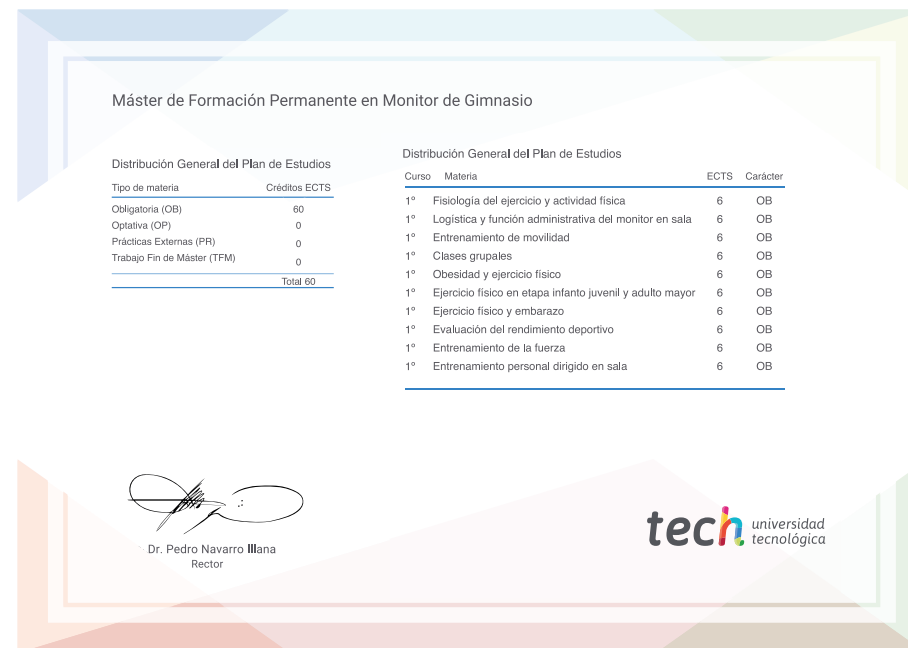 Máster de Formación Permanente en Monitor de Gimnasio
Distribución General del Plan de Estudios
Tipo de materia Créditos ECTS
Obligatoria (OB) 60
Optativa (OP) 0
Prácticas Externas (PR) 0
Trabajo Fin de Máster (TFM) 0
Total 60
Distribución General del Plan de Estudios
Curso Materia ECTS Carácter
1º Fisiología del ejercicio y actividad física 6 OB
1º Logística y función administrativa del monitor en sala 6 OB
1º Entrenamiento de movilidad 6 OB
1º Clases grupales 6 OB
1º Obesidad y ejercicio físico 6 OB
1º Ejercicio físico en etapa infanto juvenil y adulto mayor 6 OB
1º Ejercicio físico y embarazo 6 OB
1º Evaluación del rendimiento deportivo 6 OB
1º Entrenamiento de la fuerza 6 OB
1º Entrenamiento personal dirigido en sala 6 OB
Dr. Pedro Navarro Illana
Rector
tech universidad
tecnológica